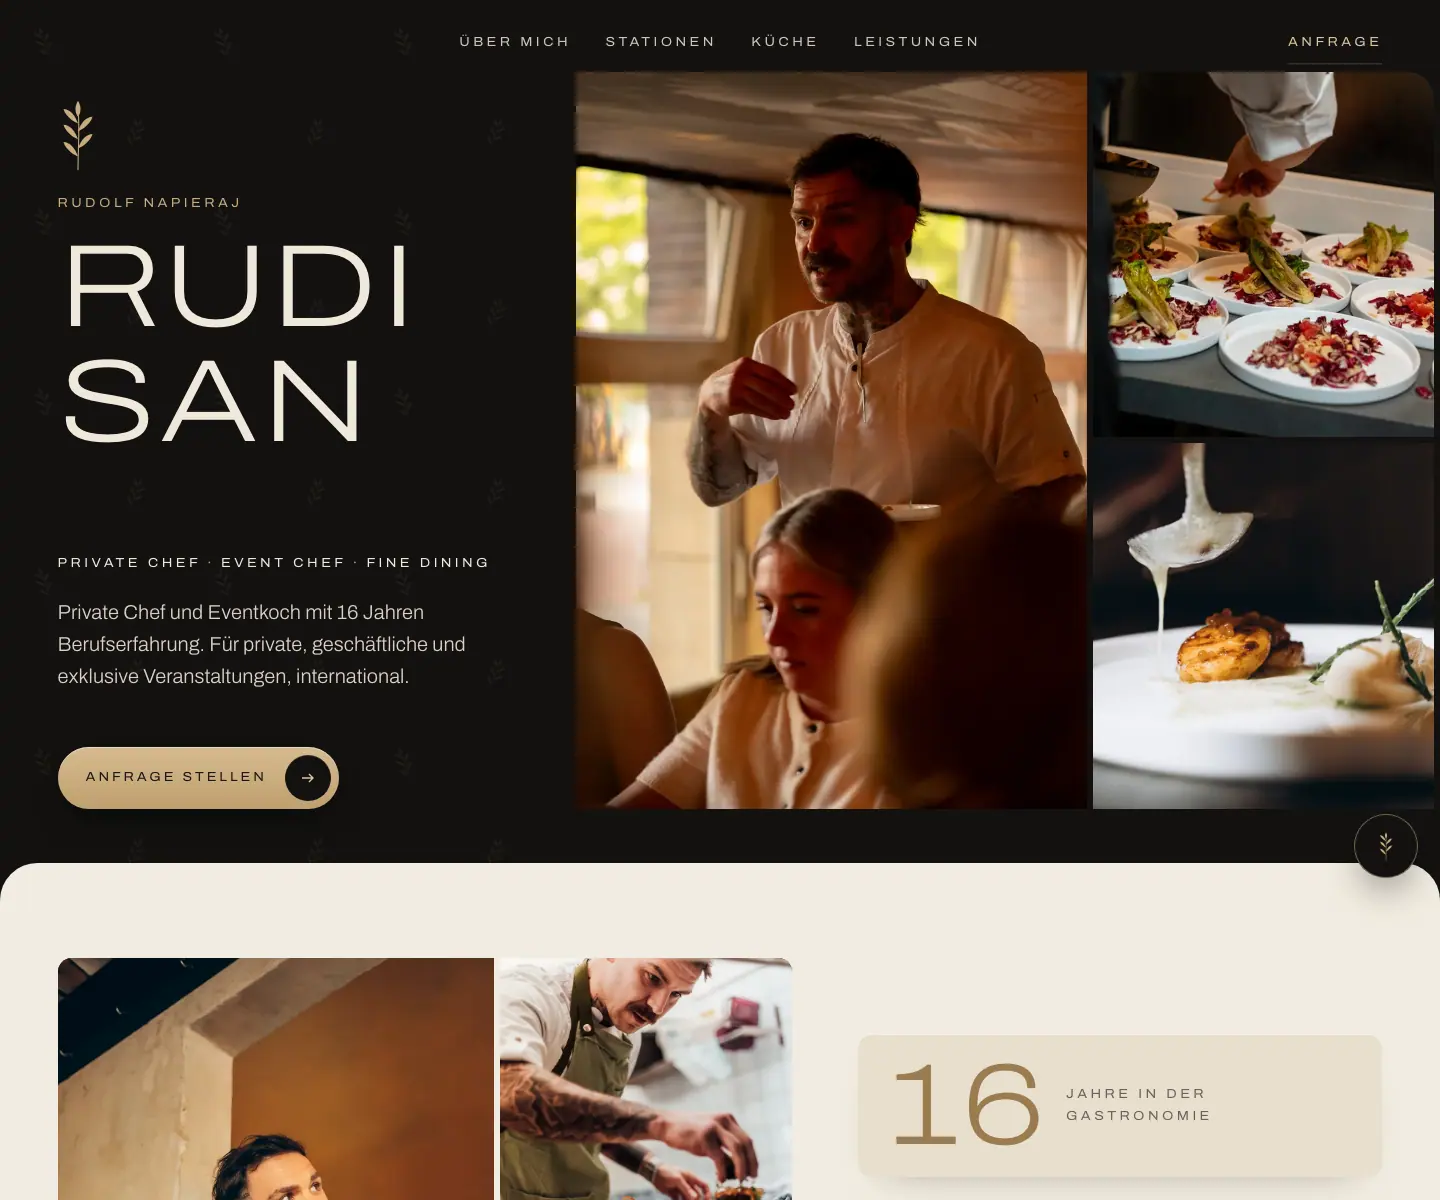 ÜBER MICH
STATIONEN
KÜCHE
LEISTUNGEN
ANFRAGE
RUDOLF NAPIERAJ
RUDI
SAN
PRIVATE CHEF · EVENT CHEF · FINE DINING
Private Chef und Eventkoch mit 16 Jahren
Berufserfahrung. Für private, geschäftliche und
exklusive Veranstaltungen, international.
ANFRAGE STELLEN →
16
JAHRE IN DER
GASTRONOMIE